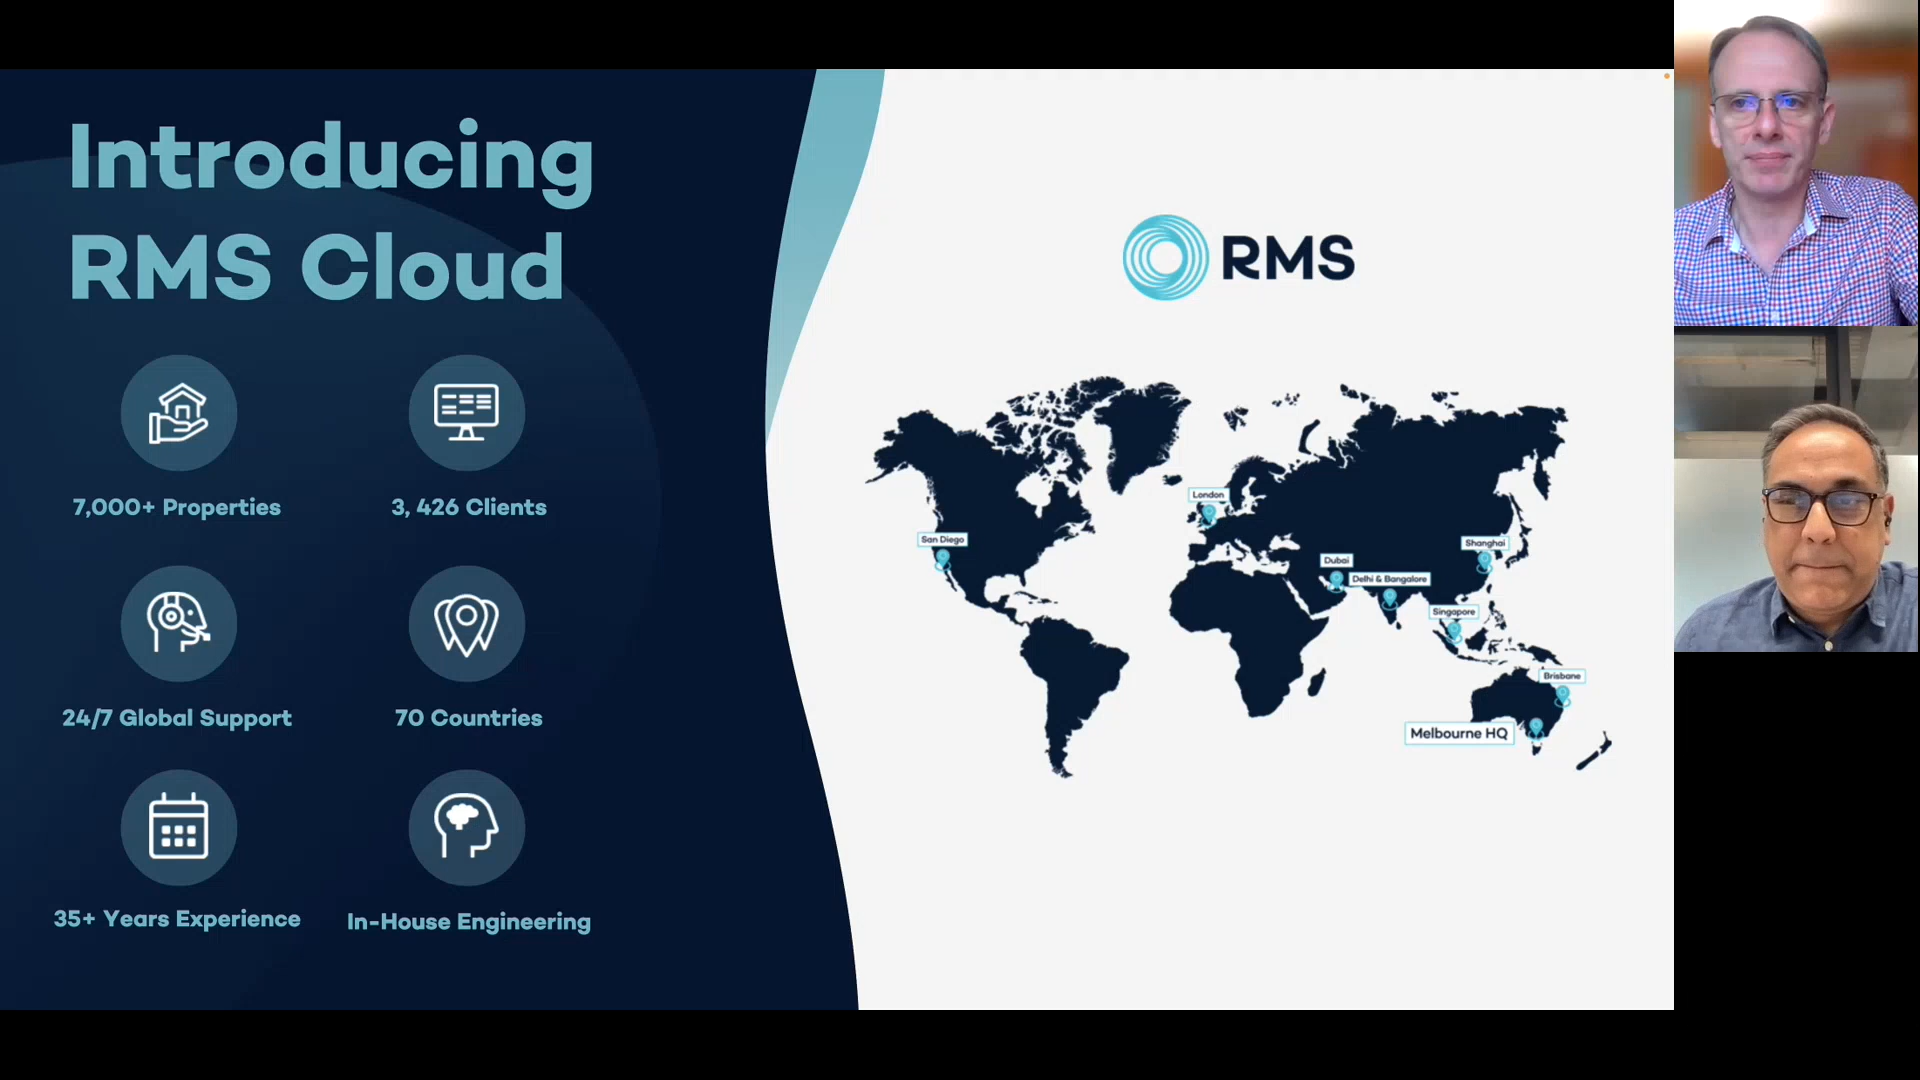 Introducing
RMS Cloud
7,000+ Properties
3, 426 Clients
24/7 Global Support
70 Countries
35+ Years Experience
In-House Engineering
RMS
London
San Diego
Shanghai
Dubai
Delhi & Bangalore
Singapore
Brisbane
Melbourne HQ